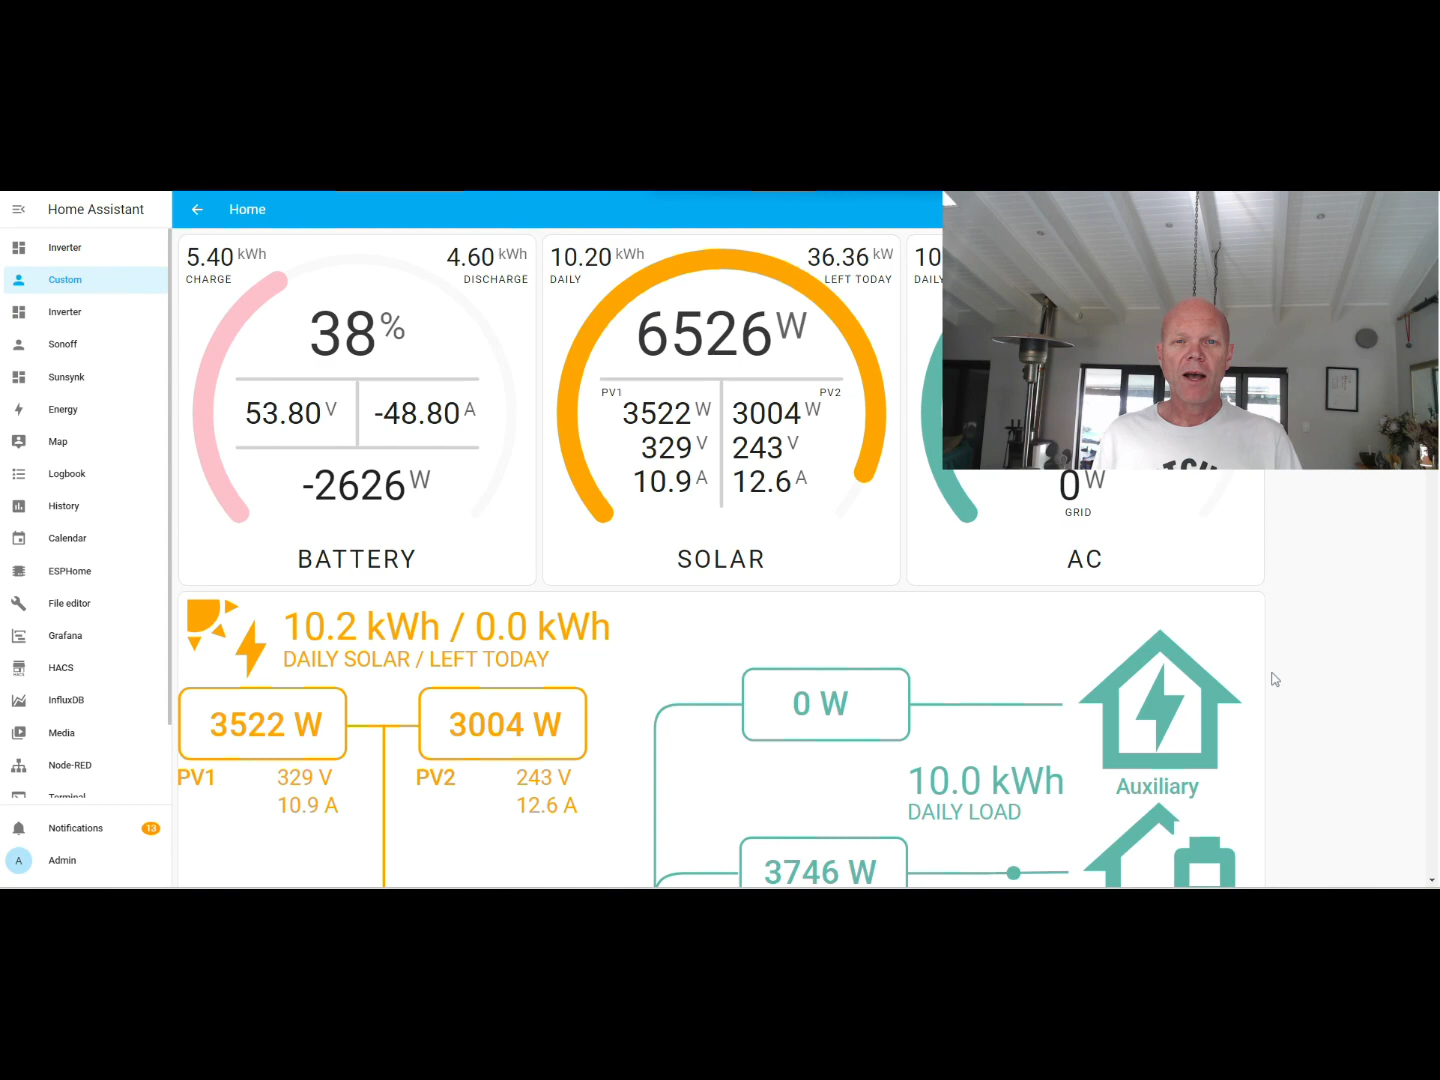 Home Assistant
Home
Inverter
Custom
Inverter
Sonoff
Sunsynk
Energy
Map
Logbook
History
Calendar
ESPHome
File editor
Grafana
HACS
InfluxDB
Media
Node-RED
Notifications 13
A Admin
5.40 kWh 4.60 kWh
CHARGE DISCHARGE
38 %
53.80 V -48.80 A
-2626 W
BATTERY
10.20 kWh 36.36 kW
DAILY LEFT TODAY
6526 W
PV1 PV2
3522 W 3004 W
329 V 243 V
10.9 A 12.6 A
SOLAR
10
0 W
GRID
AC
10.2 kWh / 0.0 kWh
DAILY SOLAR / LEFT TODAY
3522 W 3004 W
PV1 329 V PV2 243 V
10.9 A 12.6 A
0 W
10.0 kWh
DAILY LOAD
Auxiliary
3746 W